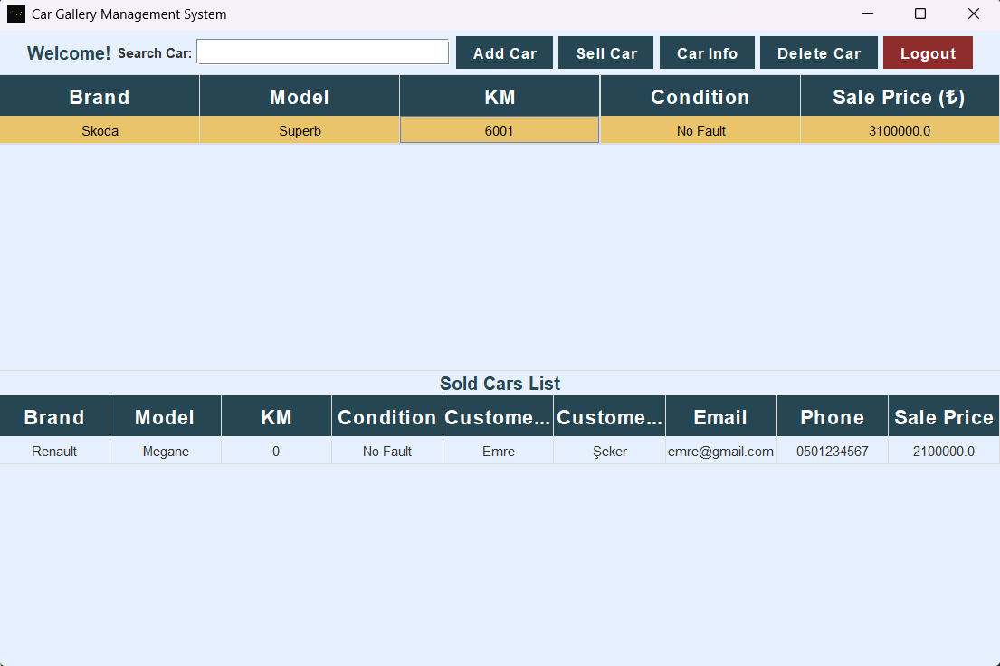 Car Gallery Management System
Welcome! Search Car: Add Car Sell Car Car Info Delete Car Logout
Brand Model KM Condition Sale Price (₺)
Skoda Superb 6001 No Fault 3100000.0
Sold Cars List
Brand Model KM Condition Custome... Custome... Email Phone Sale Price
Renault Megane 0 No Fault Emre Şeker emre@gmail.com 0501234567 2100000.0